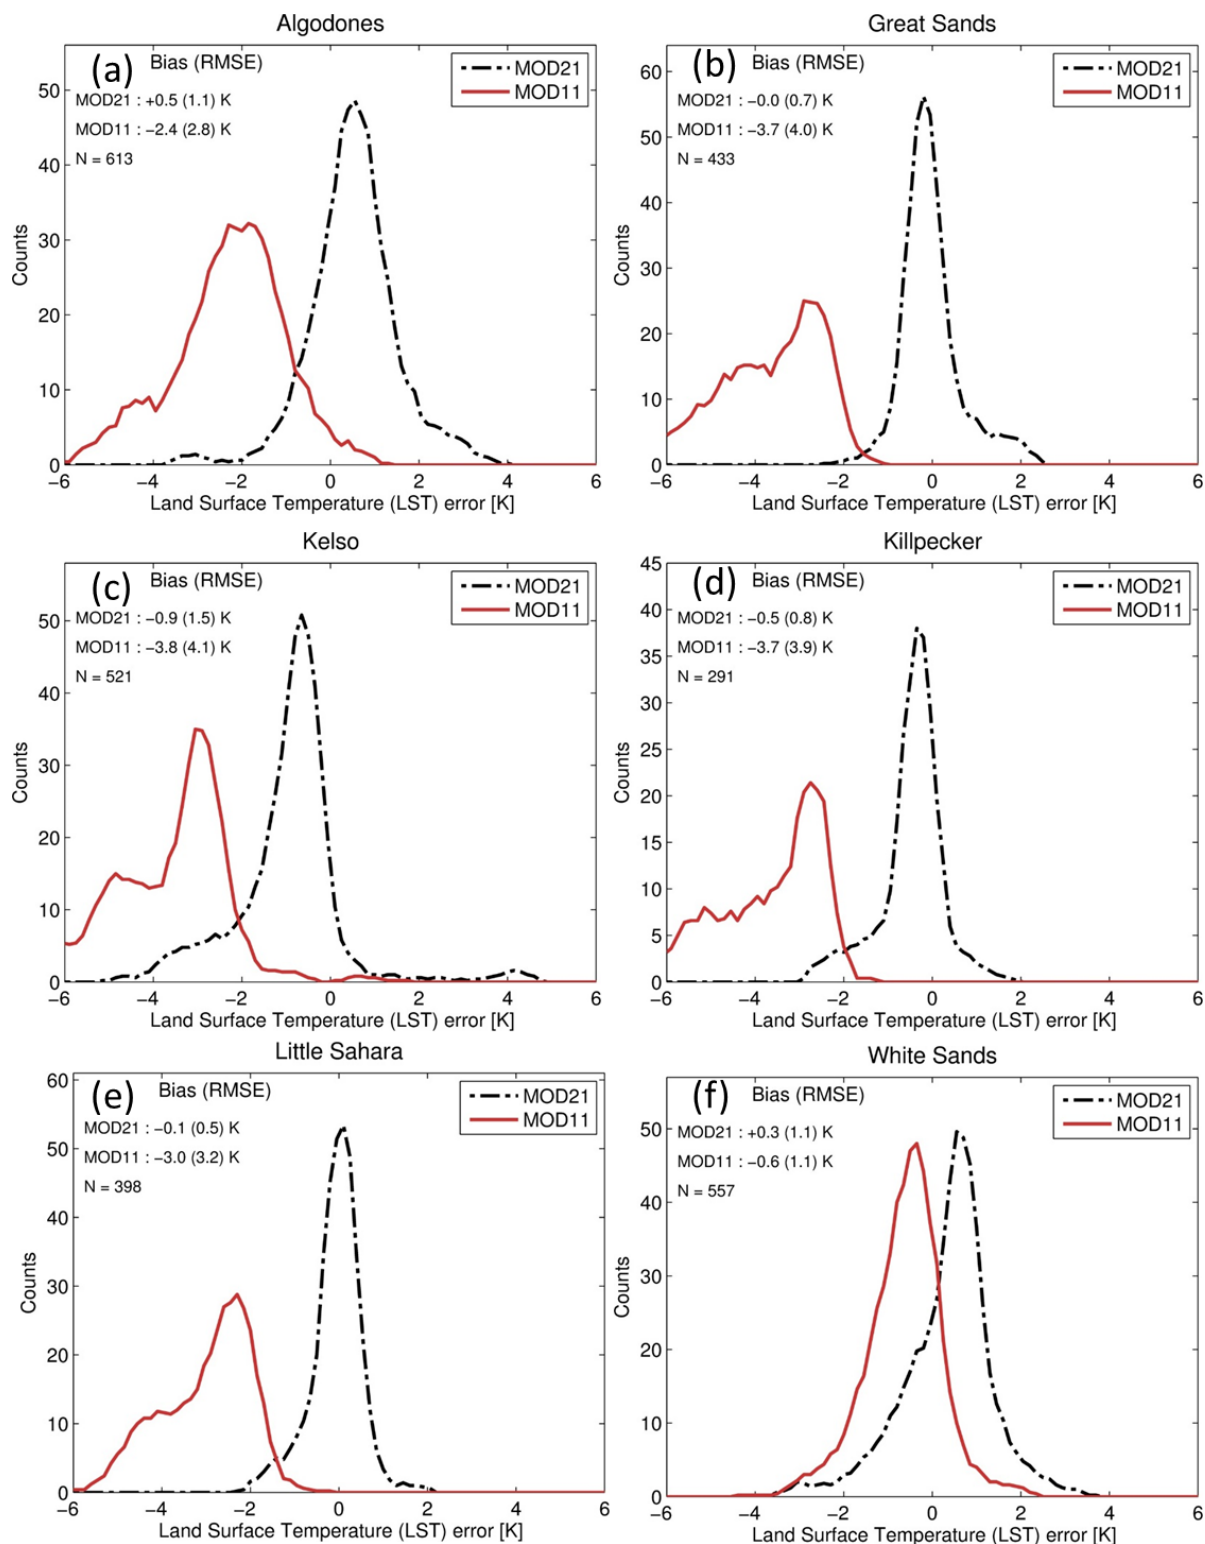 Algodones
(a) Bias (RMSE)
MOD21 : +0.5 (1.1) K
MOD11 : −2.4 (2.8) K
N = 613
MOD21
MOD11
Counts
50
40
30
20
10
0
−6 −4 −2 0 2 4 6
Land Surface Temperature (LST) error [K]
Great Sands
(b) Bias (RMSE)
MOD21 : −0.0 (0.7) K
MOD11 : −3.7 (4.0) K
N = 433
MOD21
MOD11
Counts
60
50
40
30
20
10
0
−6 −4 −2 0 2 4 6
Land Surface Temperature (LST) error [K]
Kelso
(c) Bias (RMSE)
MOD21 : −0.9 (1.5) K
MOD11 : −3.8 (4.1) K
N = 521
MOD21
MOD11
Counts
50
40
30
20
10
0
−6 −4 −2 0 2 4 6
Land Surface Temperature (LST) error [K]
Killpecker
(d) Bias (RMSE)
MOD21 : −0.5 (0.8) K
MOD11 : −3.7 (3.9) K
N = 291
MOD21
MOD11
Counts
45
40
35
30
25
20
15
10
5
0
−6 −4 −2 0 2 4 6
Land Surface Temperature (LST) error [K]
Little Sahara
(e) Bias (RMSE)
MOD21 : −0.1 (0.5) K
MOD11 : −3.0 (3.2) K
N = 398
MOD21
MOD11
Counts
60
50
40
30
20
10
0
−6 −4 −2 0 2 4 6
Land Surface Temperature (LST) error [K]
White Sands
(f) Bias (RMSE)
MOD21 : +0.3 (1.1) K
MOD11 : −0.6 (1.1) K
N = 557
MOD21
MOD11
Counts
50
40
30
20
10
0
−6 −4 −2 0 2 4 6
Land Surface Temperature (LST) error [K]